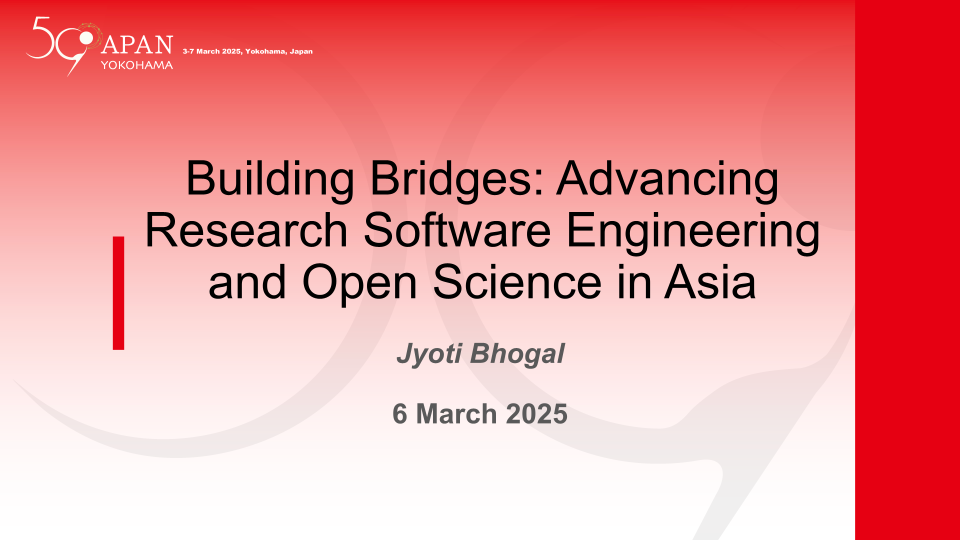 59 APAN
YOKOHAMA
3-7 March 2025, Yokohama, Japan
Building Bridges: Advancing
Research Software Engineering
and Open Science in Asia
Jyoti Bhogal
6 March 2025